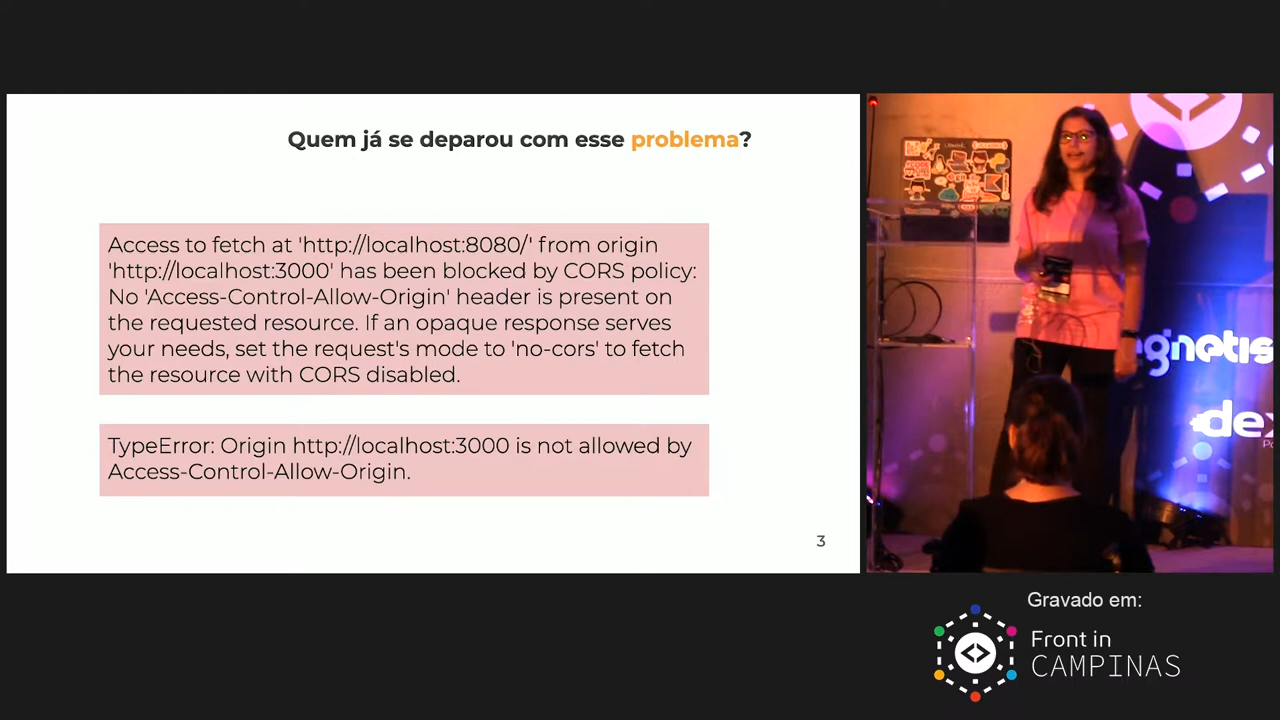 Quem já se deparou com esse problema?
Access to fetch at 'http://localhost:8080/' from origin
'http://localhost:3000' has been blocked by CORS policy:
No 'Access-Control-Allow-Origin' header is present on
the requested resource. If an opaque response serves
your needs, set the request's mode to 'no-cors' to fetch
the resource with CORS disabled.
TypeError: Origin http://localhost:3000 is not allowed by
Access-Control-Allow-Origin.
3
gnetis
de
Gravado em:
Front in
CAMPINAS